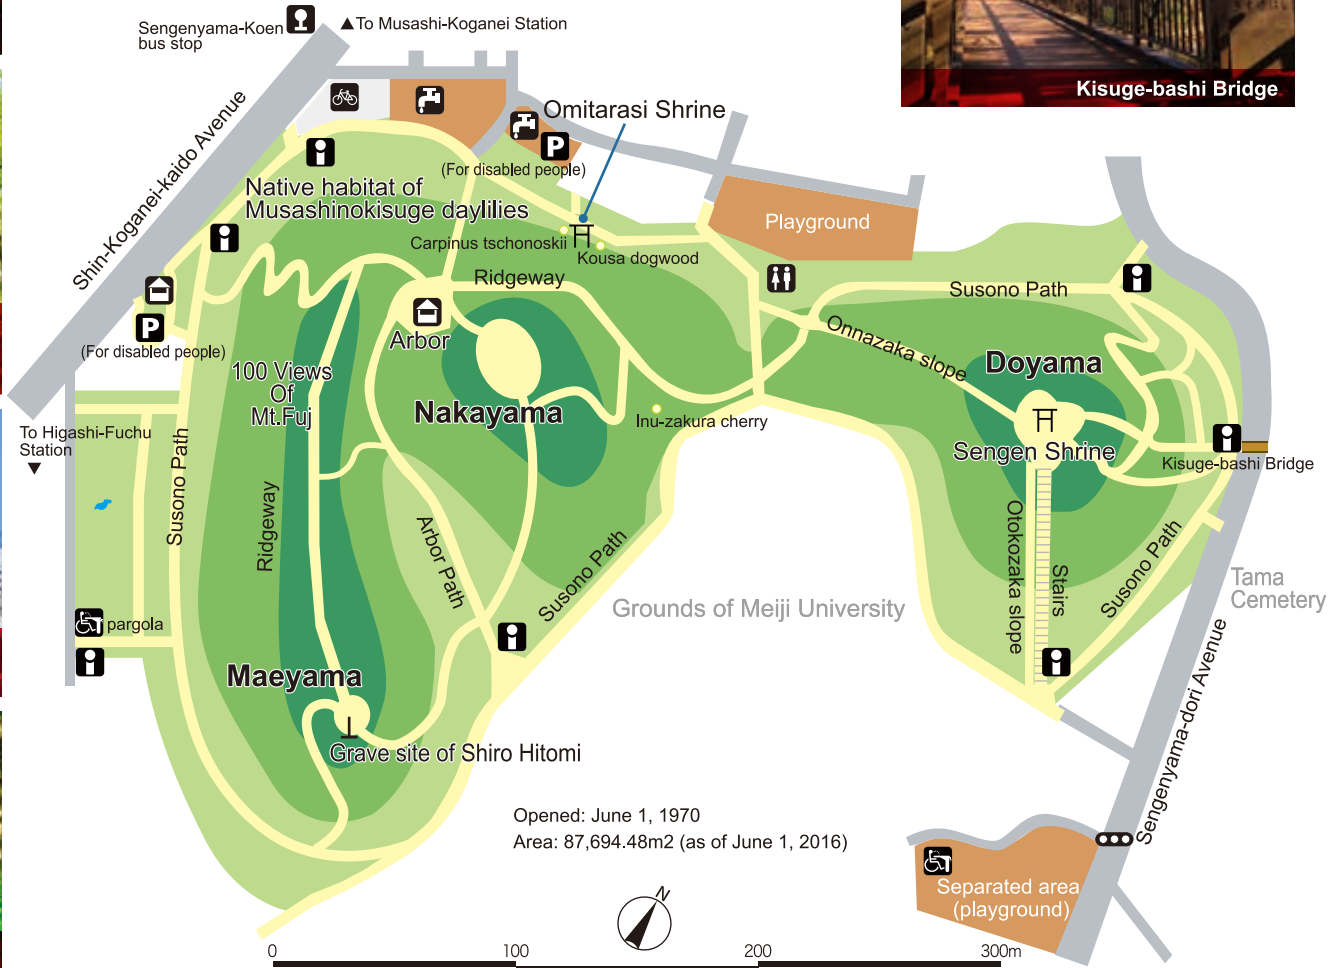 Sengenyama-Koen
bus stop
▲To Musashi-Koganei Station
Kisuge-bashi Bridge
Shin-Koganei-kaido Avenue
Omitarasi Shrine
P
(For disabled people)
Native habitat of
Musashinokisuge daylilies
Carpinus tschonoskii
Kousa dogwood
Playground
Ridgeway
Susono Path
P
(For disabled people)
Arbor
Onnazaka slope
Doyama
100 Views
Of
Mt.Fuj
Nakayama
Inu-zakura cherry
Sengen Shrine
Kisuge-bashi Bridge
To Higashi-Fuchu
Station
▼
Susono Path
Ridgeway
Arbor Path
Susono Path
Otokozaka slope
Stairs
Susono Path
Tama
Cemetery
Grounds of Meiji University
pargola
Maeyama
Grave site of Shiro Hitomi
Sengenyama-dori Avenue
Opened: June 1, 1970
Area: 87,694.48m2 (as of June 1, 2016)
Separated area
(playground)
N
0 100 200 300m